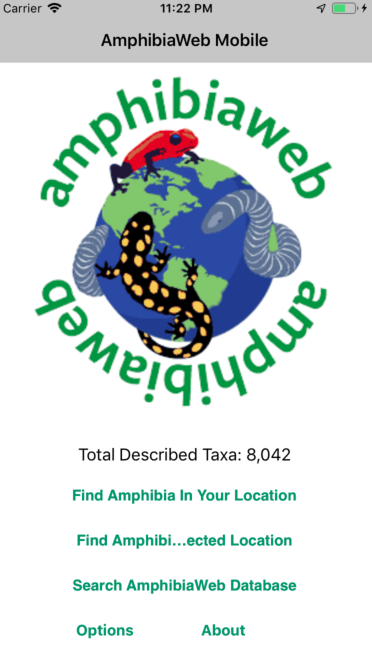 Carrier 11:22 PM
AmphibiaWeb Mobile
amphibiaweb
amphibiaweb
Total Described Taxa: 8,042
Find Amphibia In Your Location
Find Amphibi...ected Location
Search AmphibiaWeb Database
Options About